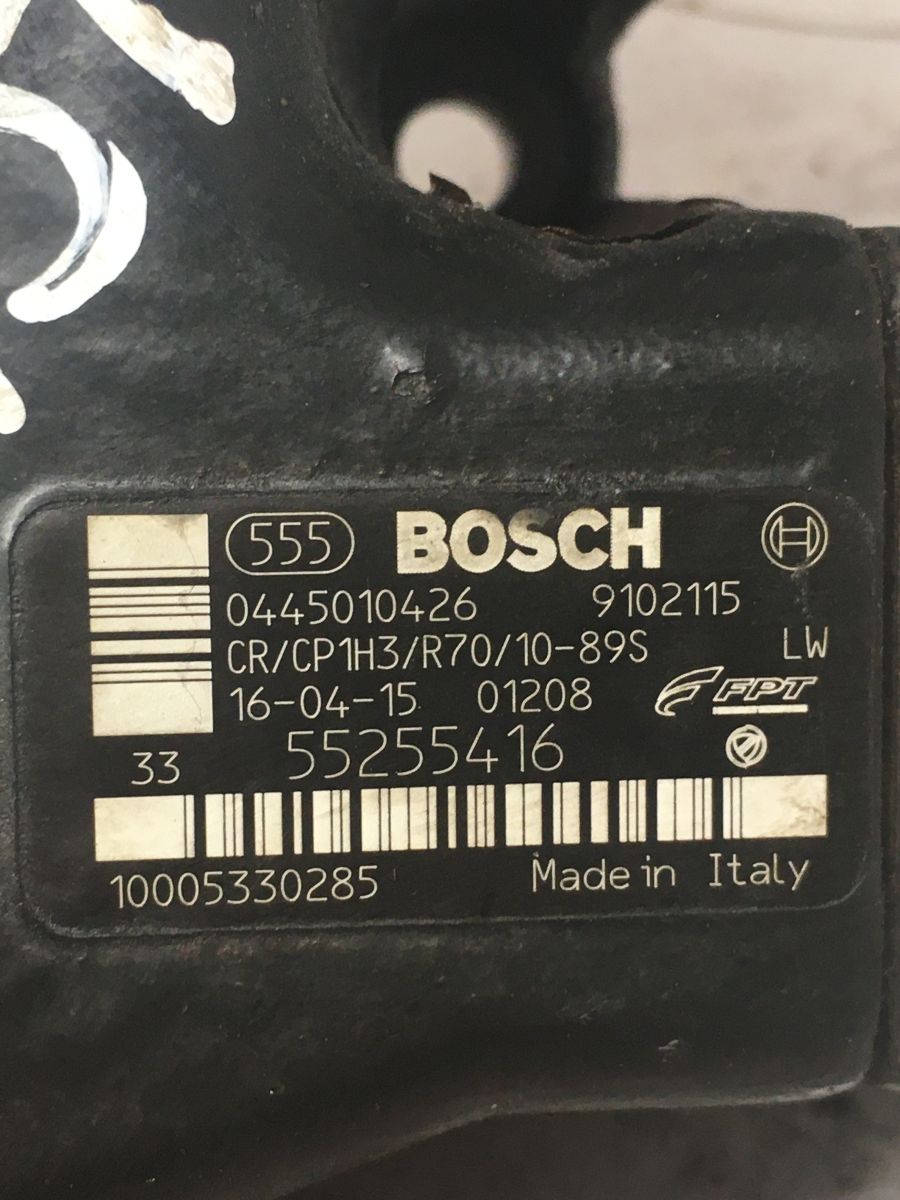 555 BOSCH
0445010426 9102115
CR/CP1H3/R70/10-89S LW
16-04-15 01208 FPT
55255416
33
10005330285 Made in Italy